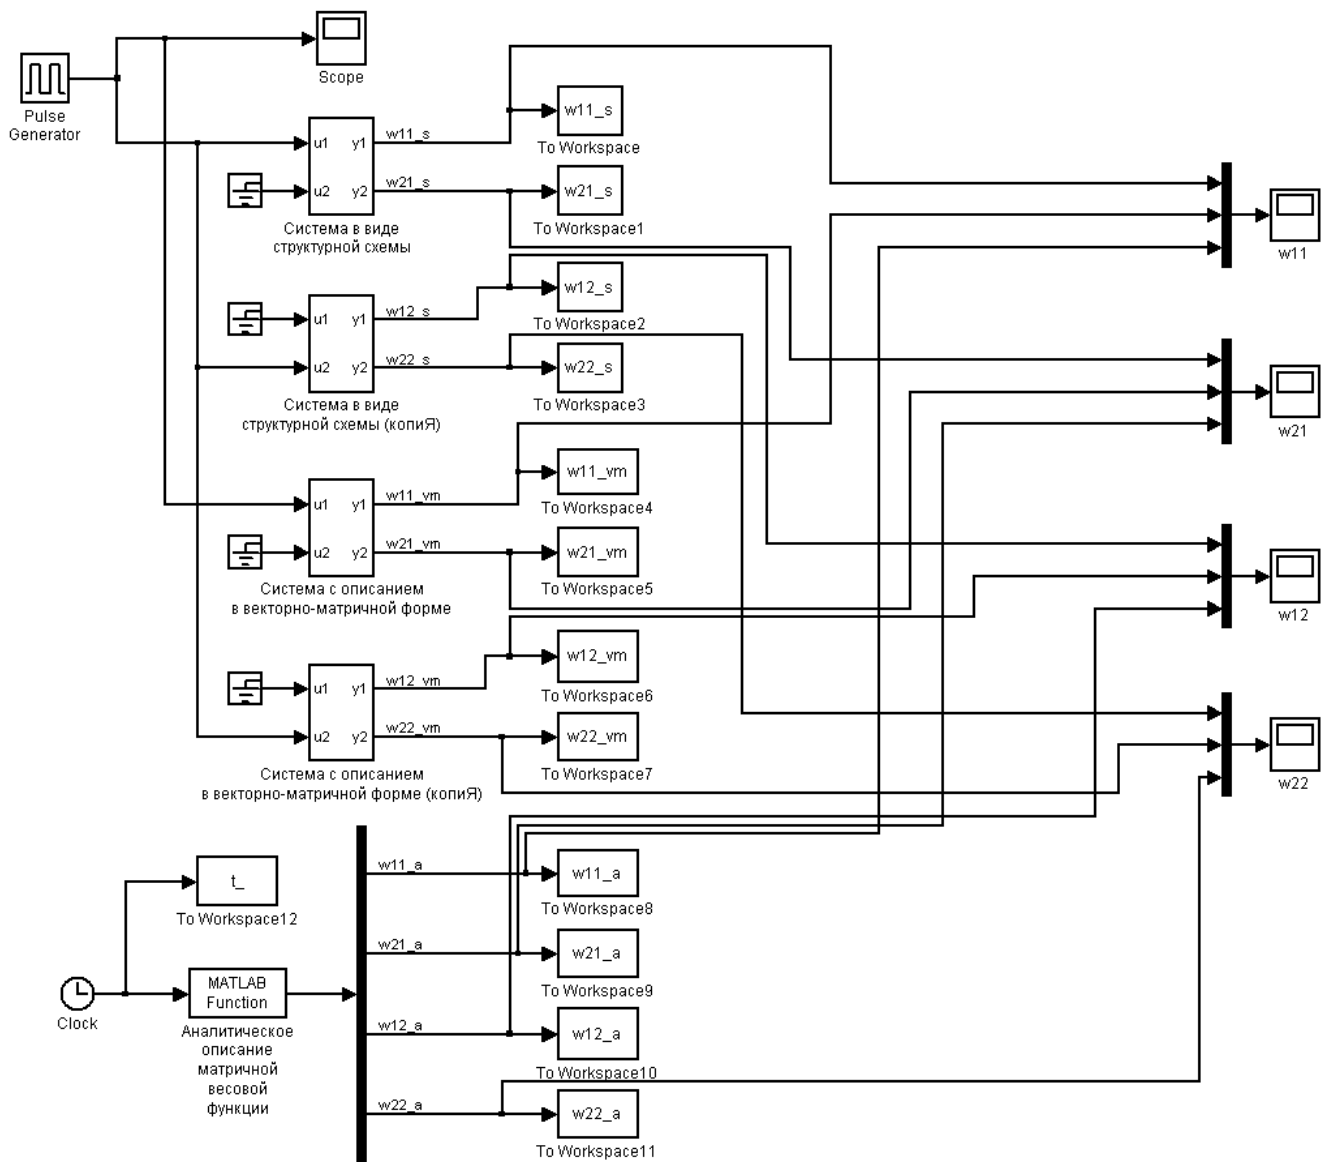 Scope
Pulse
Generator
u1 y1
u2 y2
w11_s
w21_s
w11_s
To Workspace
w21_s
To Workspace1
Система в виде
структурной схемы
w11
u1 y1
u2 y2
w12_s
w22_s
w12_s
To Workspace2
w22_s
To Workspace3
Система в виде
структурной схемы (копиЯ)
w21
u1 y1
u2 y2
w11_vm
w21_vm
w11_vm
To Workspace4
w21_vm
To Workspace5
Система с описанием
в векторно-матричной форме
w12
u1 y1
u2 y2
w12_vm
w22_vm
w12_vm
To Workspace6
w22_vm
To Workspace7
Система с описанием
в векторно-матричной форме (копиЯ)
w22
t_
To Workspace12
Clock
MATLAB
Function
Аналитическое
описание
матричной
весовой
функции
w11_a
w11_a
To Workspace8
w21_a
w21_a
To Workspace9
w12_a
w12_a
To Workspace10
w22_a
w22_a
To Workspace11